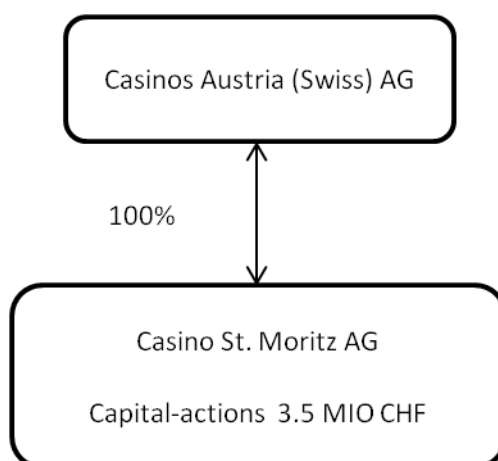 Casinos Austria (Swiss) AG
100%
Casino St. Moritz AG
Capital-actions 3.5 MIO CHF